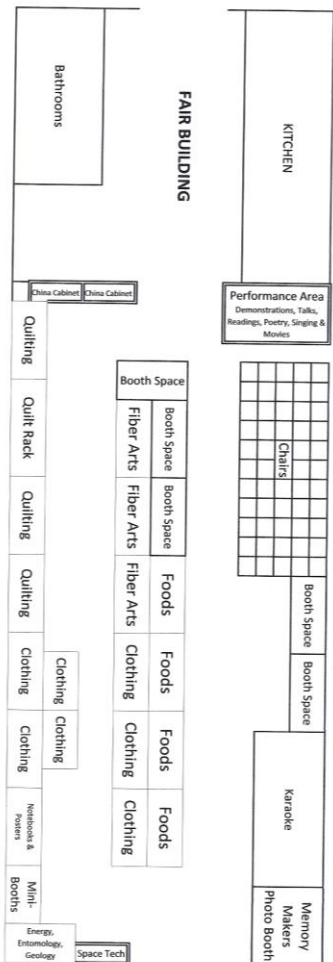 FAIR BUILDING
KITCHEN
Bathrooms
China Cabinet
China Cabinet
Performance Area
Demonstrations, Talks,
Readings, Poetry, Singing &
Movies
Chairs
Booth Space
Booth Space
Karaoke
Memory
Makers
Photo Booth
Booth Space
Booth Space
Booth Space
Foods
Foods
Foods
Foods
Fiber Arts
Fiber Arts
Fiber Arts
Clothing
Clothing
Clothing
Clothing
Clothing
Quilting
Quilt Rack
Quilting
Quilting
Clothing
Clothing
Notebooks &
Posters
Mini-
Booths
Energy,
Entomology,
Geology
Space Tech